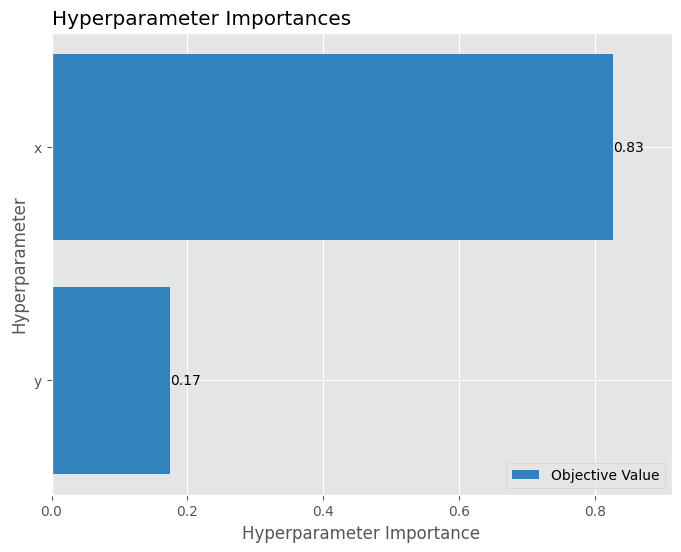 Hyperparameter Importances
Hyperparameter
x
0.83
y
0.17
Objective Value
0.0 0.2 0.4 0.6 0.8
Hyperparameter Importance